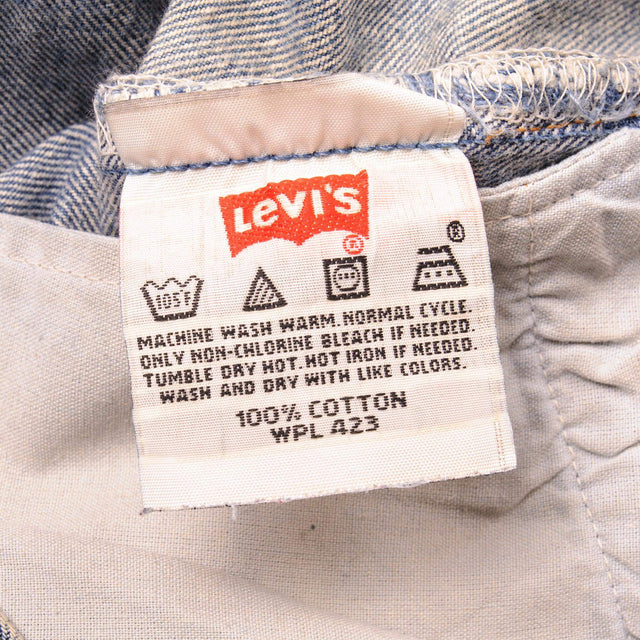 LEVI'S
®
®
105F
MACHINE WASH WARM. NORMAL CYCLE.
ONLY NON-CHLORINE BLEACH IF NEEDED.
TUMBLE DRY HOT. HOT IRON IF NEEDED.
WASH AND DRY WITH LIKE COLORS.
100% COTTON
WPL 423